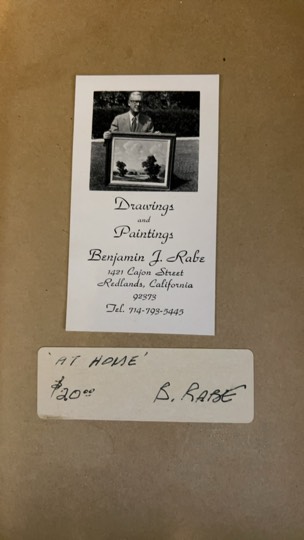 Drawings
and
Paintings
Benjamin J. Rabe
1421 Cajon Street
Redlands, California
92373
Tel. 714-793-5445
'AT HOME'
$20.00
B. RABE